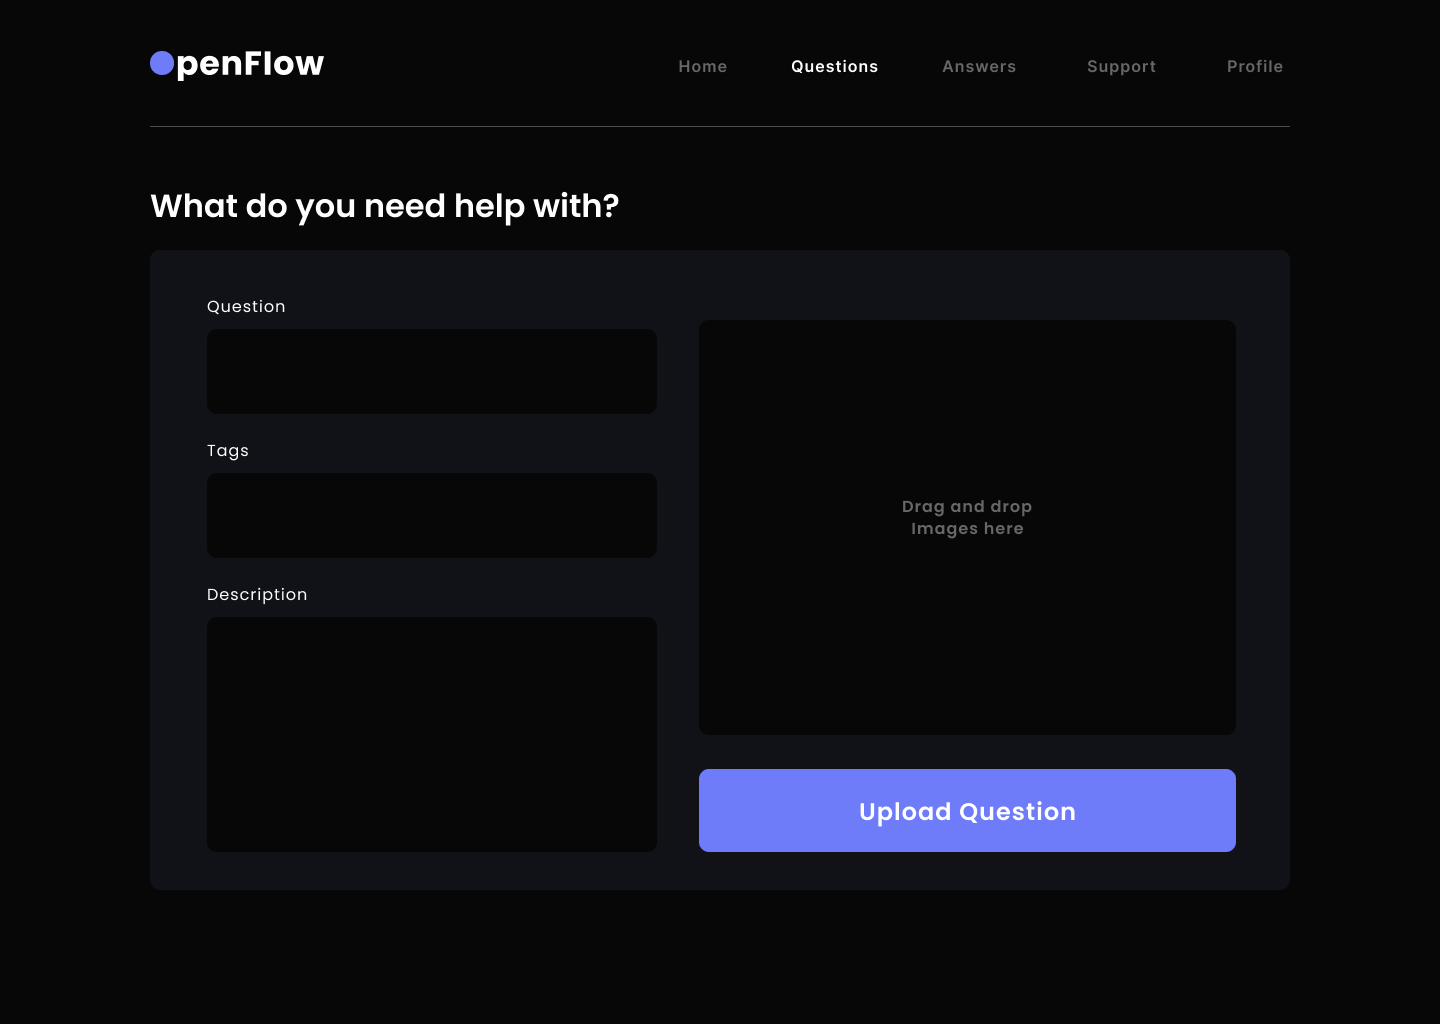 penFlow
Home
Questions
Answers
Support
Profile
What do you need help with?
Question
Tags
Description
Drag and drop
Images here
Upload Question